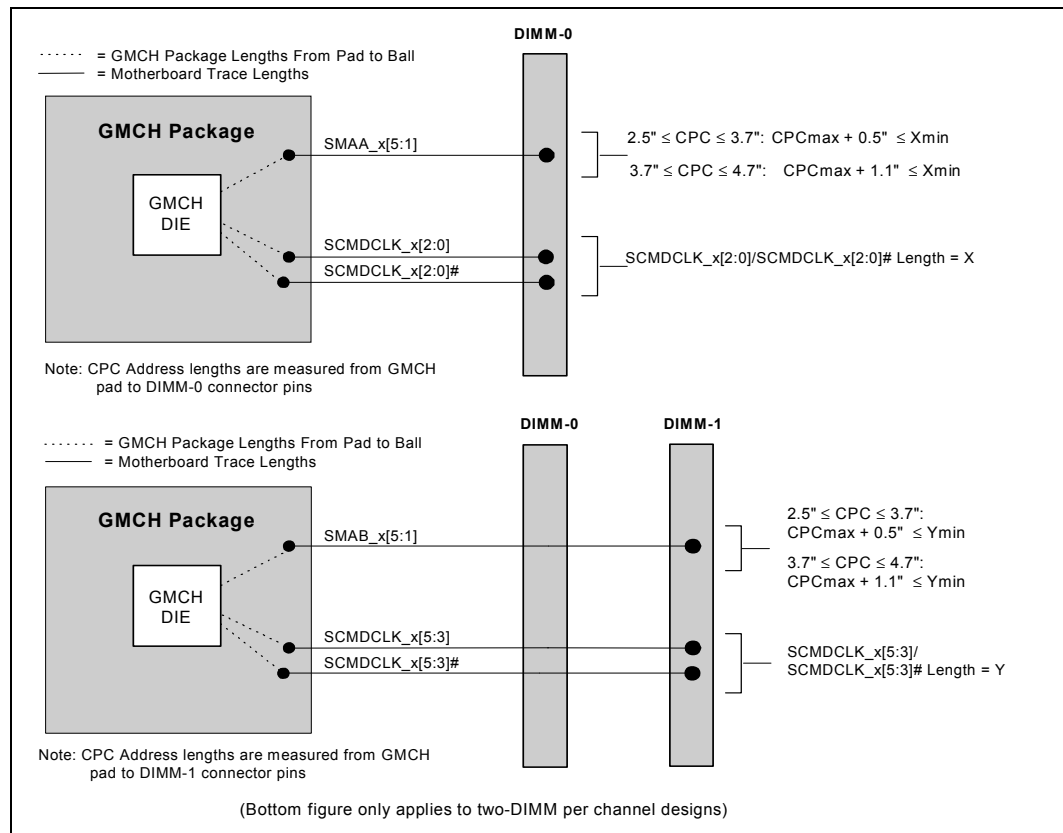 DIMM-0
= GMCH Package Lengths From Pad to Ball
= Motherboard Trace Lengths
GMCH Package
SMAA_x[5:1]
2.5" ≤ CPC ≤ 3.7": CPCmax + 0.5" ≤ Xmin
3.7" ≤ CPC ≤ 4.7": CPCmax + 1.1" ≤ Xmin
GMCH
DIE
SCMDCLK_x[2:0]
SCMDCLK_x[2:0]#
SCMDCLK_x[2:0]/SCMDCLK_x[2:0]# Length = X
Note: CPC Address lengths are measured from GMCH
pad to DIMM-0 connector pins
DIMM-0
DIMM-1
= GMCH Package Lengths From Pad to Ball
= Motherboard Trace Lengths
GMCH Package
SMAB_x[5:1]
2.5" ≤ CPC ≤ 3.7":
CPCmax + 0.5" ≤ Ymin
3.7" ≤ CPC ≤ 4.7":
CPCmax + 1.1" ≤ Ymin
GMCH
DIE
SCMDCLK_x[5:3]
SCMDCLK_x[5:3]#
SCMDCLK_x[5:3]/
SCMDCLK_x[5:3]# Length = Y
Note: CPC Address lengths are measured from GMCH
pad to DIMM-1 connector pins
(Bottom figure only applies to two-DIMM per channel designs)